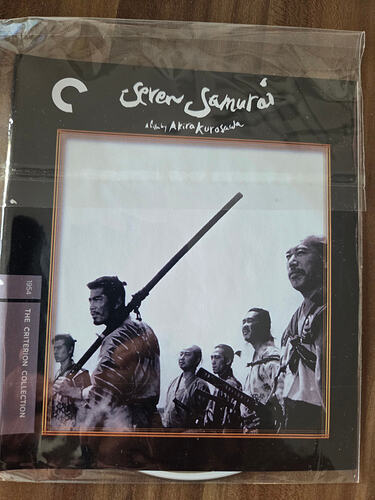 Seven Samurai
a film by Akira Kurosawa
1954 THE CRITERION COLLECTION